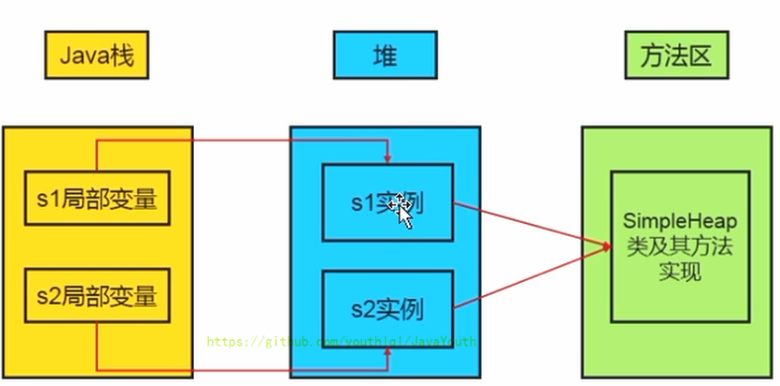 Java栈
堆
方法区
s1局部变量
s1实例
SimpleHeap
类及其方法
实现
s2局部变量
s2实例
https://github.com/youthlql/JavaYouth